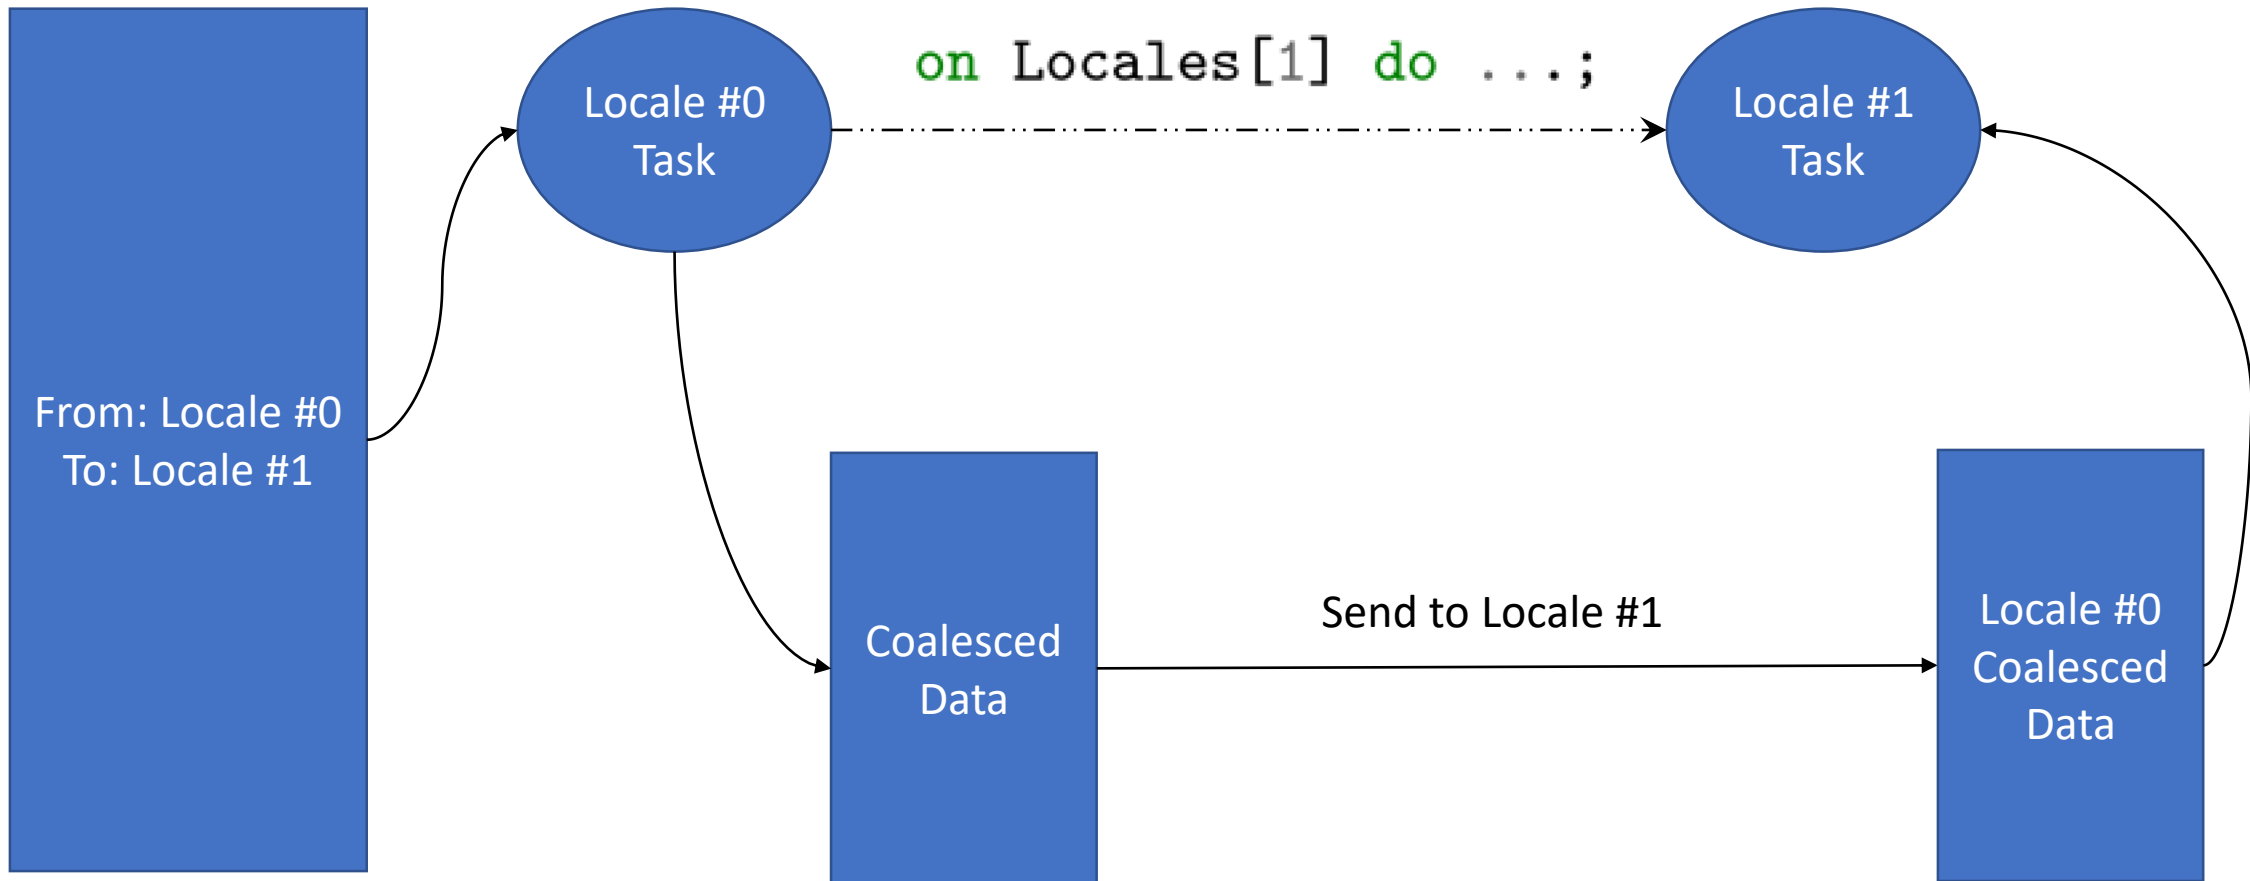 on Locales[1] do ...;
Locale #0
Task
Locale #1
Task
From: Locale #0
To: Locale #1
Coalesced
Data
Send to Locale #1
Locale #0
Coalesced
Data